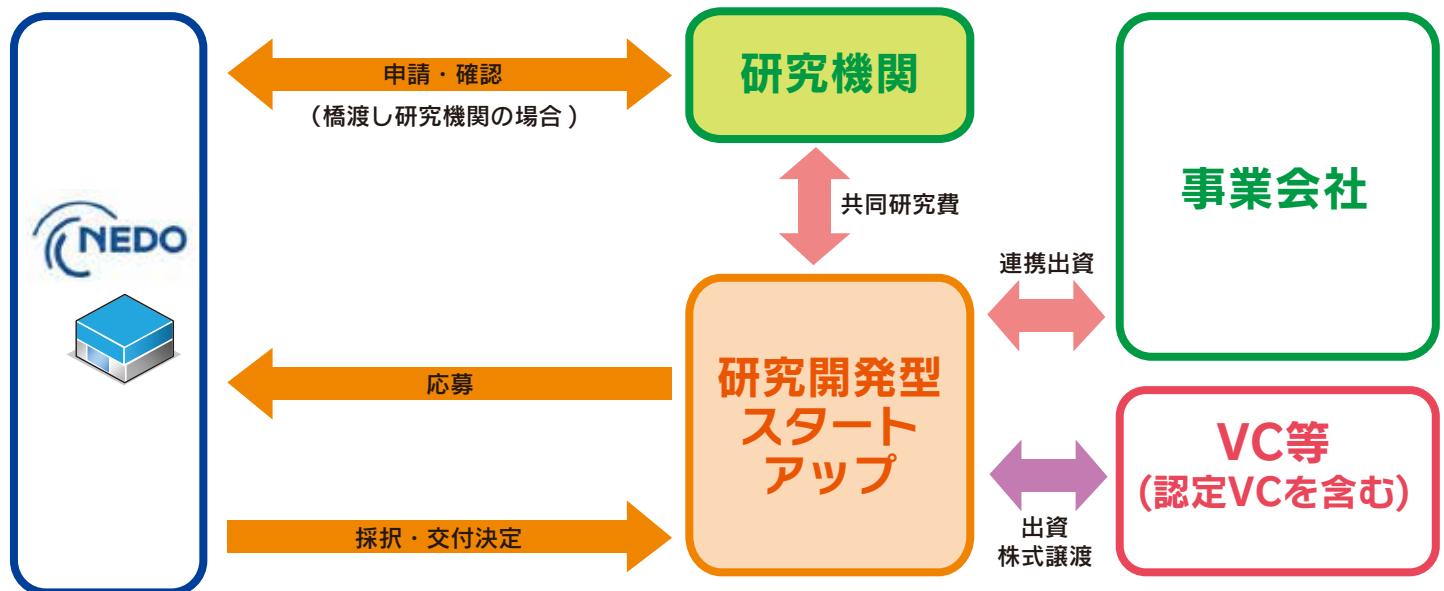 申請・確認
（橋渡し研究機関の場合）
研究機関
事業会社
共同研究費
NEDO
連携出資
応募
研究開発型
スタート
アップ
VC等
（認定VCを含む）
採択・交付決定
出資
株式譲渡